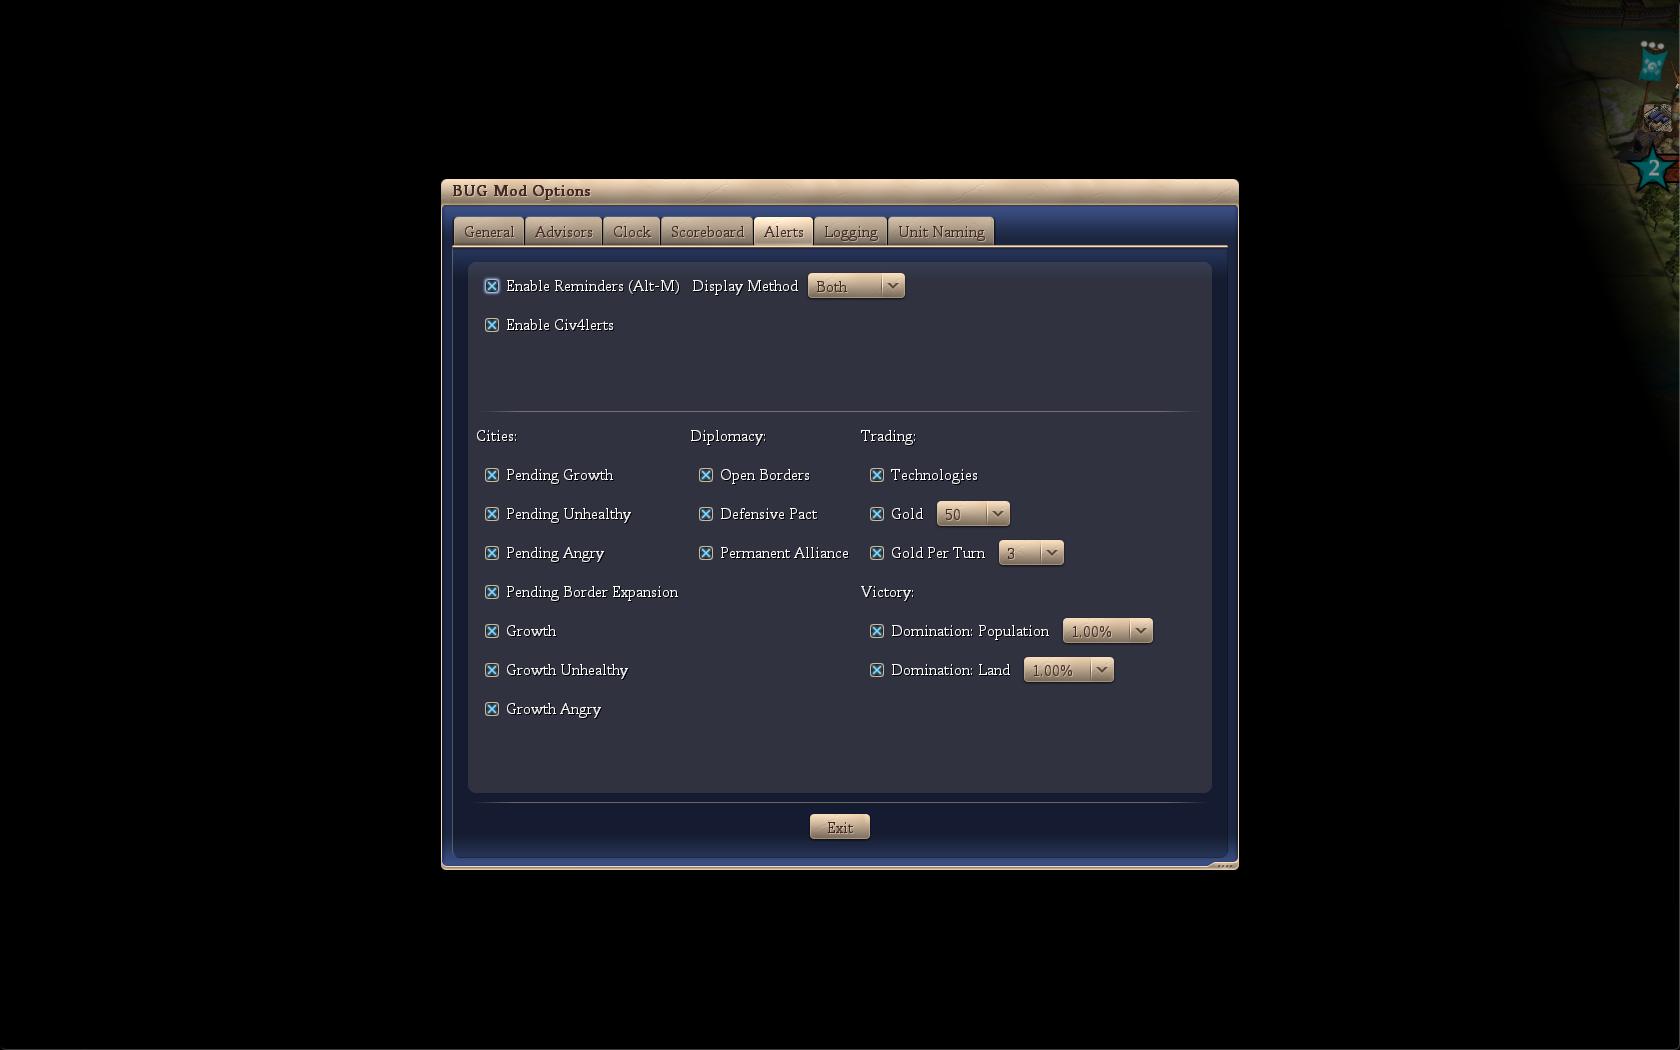 BUG Mod Options
General Advisors Clock Scoreboard Alerts Logging Unit Naming
Enable Reminders (Alt-M) Display Method Both
Enable Civ4lerts
Cities: Diplomacy: Trading:
Pending Growth Open Borders Technologies
Pending Unhealthy Defensive Pact Gold 50
Pending Angry Permanent Alliance Gold Per Turn 3
Pending Border Expansion Victory:
Growth Domination: Population 1.00%
Growth Unhealthy Domination: Land 1.00%
Growth Angry
Exit
2